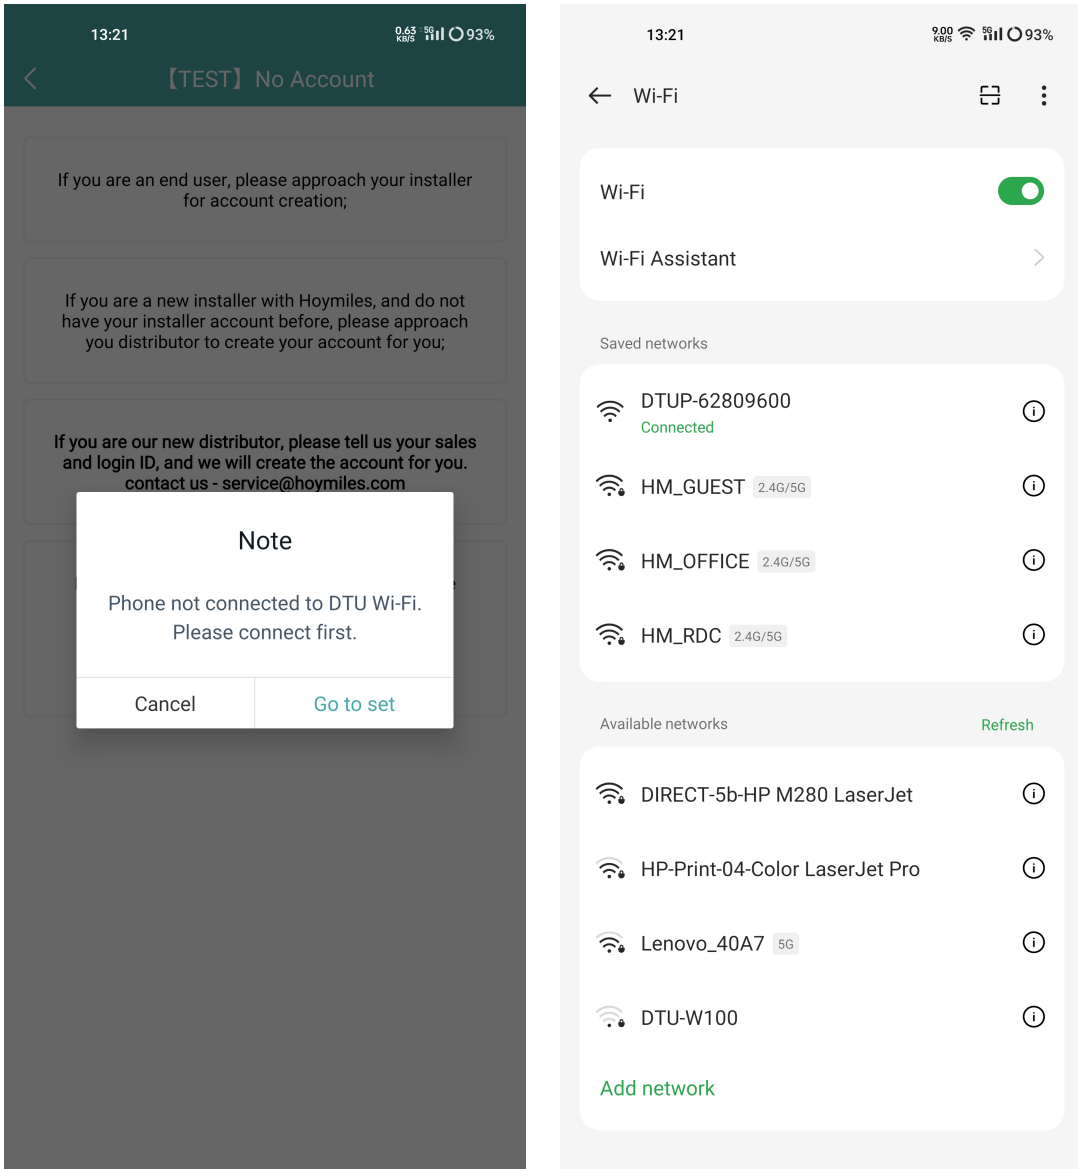 13:21
0.63
KB/S
5G
93%
【TEST】No Account
If you are an end user, please approach your installer
for account creation;
If you are a new installer with Hoymiles, and do not
have your installer account before, please approach
you distributor to create your account for you;
If you are our new distributor, please tell us your sales
and login ID, and we will create the account for you.
contact us - service@hoymiles.com
Note
Phone not connected to DTU Wi-Fi.
Please connect first.
Cancel
Go to set
13:21
9.00
KB/S
5G
93%
Wi-Fi
Wi-Fi
Wi-Fi Assistant
Saved networks
DTUP-62809600
Connected
HM_GUEST 2.4G/5G
HM_OFFICE 2.4G/5G
HM_RDC 2.4G/5G
Available networks
Refresh
DIRECT-5b-HP M280 LaserJet
HP-Print-04-Color LaserJet Pro
Lenovo_40A7 5G
DTU-W100
Add network